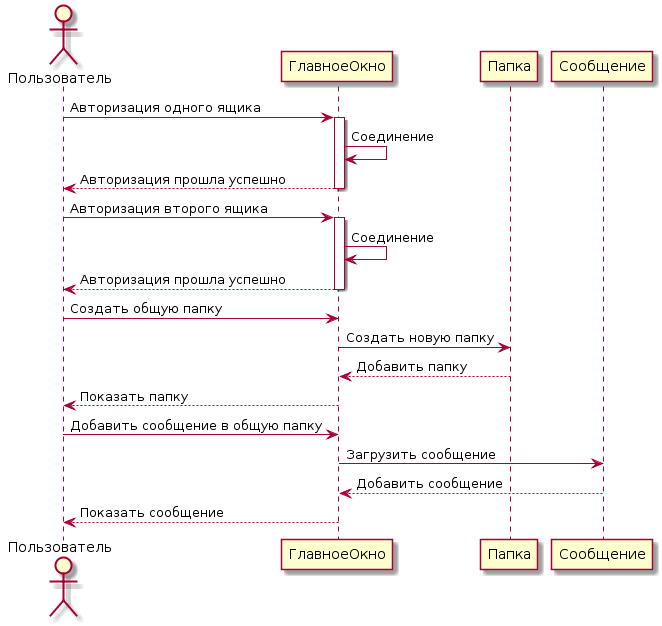 Пользователь
ГлавноеОкно
Папка
Сообщение
Авторизация одного ящика
Соединение
Авторизация прошла успешно
Авторизация второго ящика
Соединение
Авторизация прошла успешно
Создать общую папку
Создать новую папку
Добавить папку
Показать папку
Добавить сообщение в общую папку
Загрузить сообщение
Добавить сообщение
Показать сообщение
Пользователь
ГлавноеОкно
Папка
Сообщение